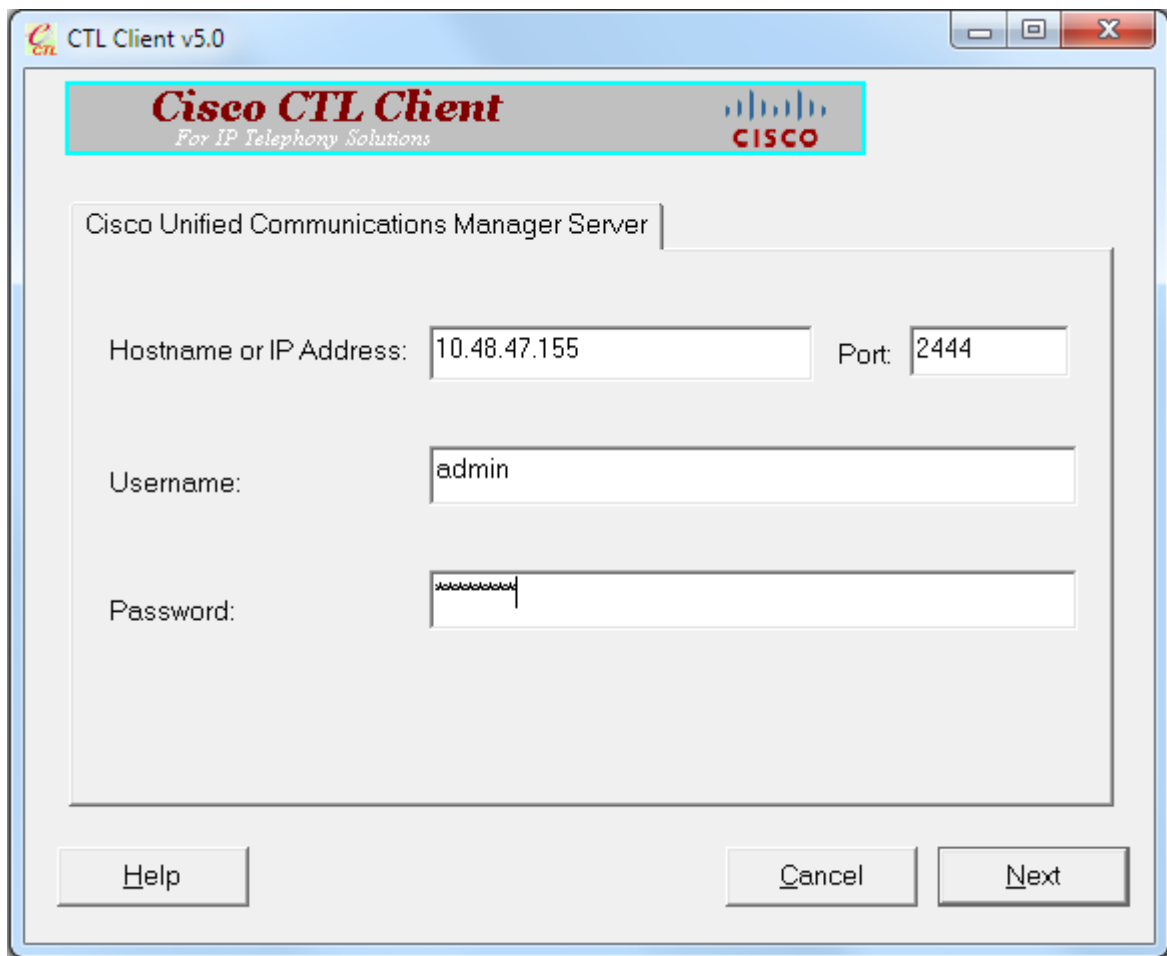 CTL Client v5.0
Cisco CTL Client
For IP Telephony Solutions
CISCO
Cisco Unified Communications Manager Server
Hostname or IP Address: 10.48.47.155 Port: 2444
Username: admin
Password: *********
Help Cancel Next